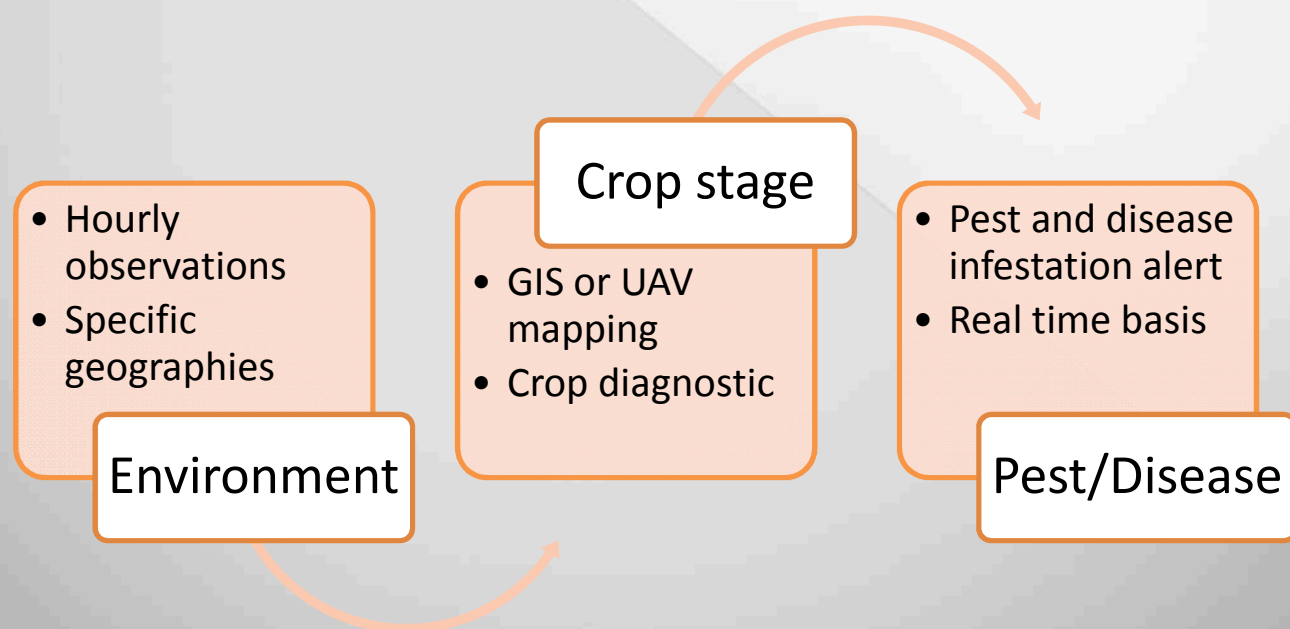 • Hourly
observations
• Specific
geographies
Environment
Crop stage
• GIS or UAV
mapping
• Crop diagnostic
• Pest and disease
infestation alert
• Real time basis
Pest/Disease